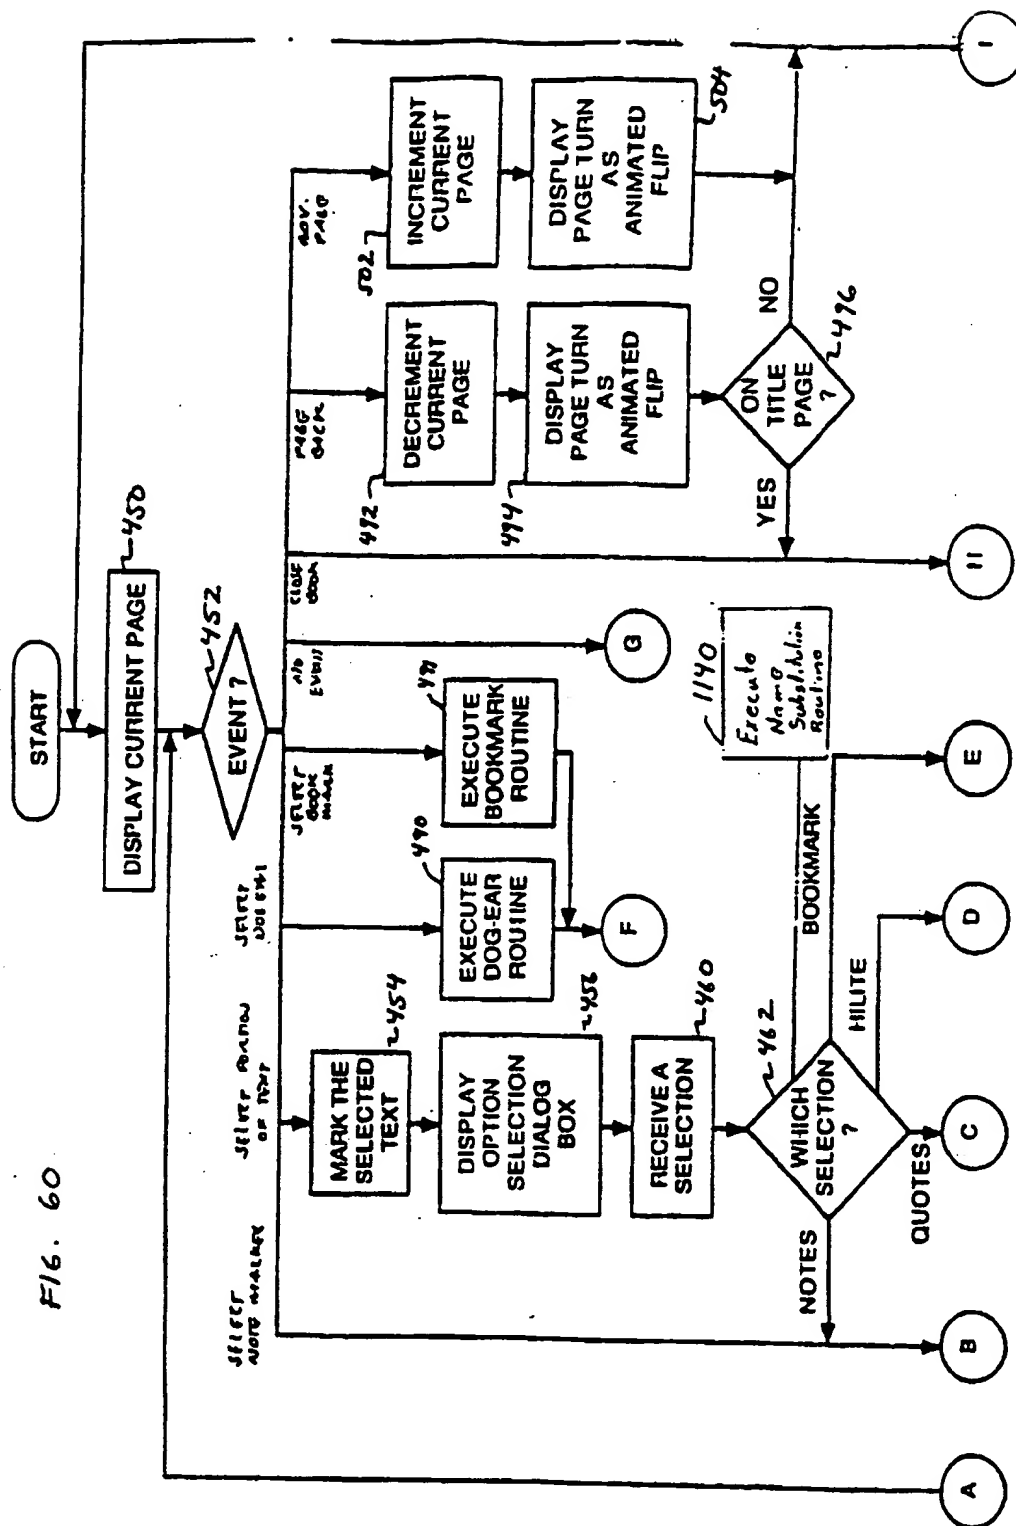 FIG. 60
START
DISPLAY CURRENT PAGE
450
EVENT ?
452
SELECT
NOTE MARKER
SELECT PORTION
OF TEXT
SELECT
DOG EAR
SELECT
BOOK
MARK
A/D
EVENT
CLOSE
BOOK
PAGE
BACK
ADV.
PAGE
MARK THE
SELECTED
TEXT
454
DISPLAY
OPTION
SELECTION
DIALOG
BOX
456
RECEIVE A
SELECTION
460
WHICH
SELECTION
?
462
NOTES
QUOTES
HILITE
BOOKMARK
1140
Execute
Name
Substitution
Routine
EXECUTE
DOG-EAR
ROUTINE
490
EXECUTE
BOOKMARK
ROUTINE
491
DECREMENT
CURRENT
PAGE
492
DISPLAY
PAGE TURN
AS
ANIMATED
FLIP
494
ON
TITLE
PAGE
?
496
YES
NO
INCREMENT
CURRENT
PAGE
502
DISPLAY
PAGE TURN
AS
ANIMATED
FLIP
504
A
B
C
D
E
F
G
H
I